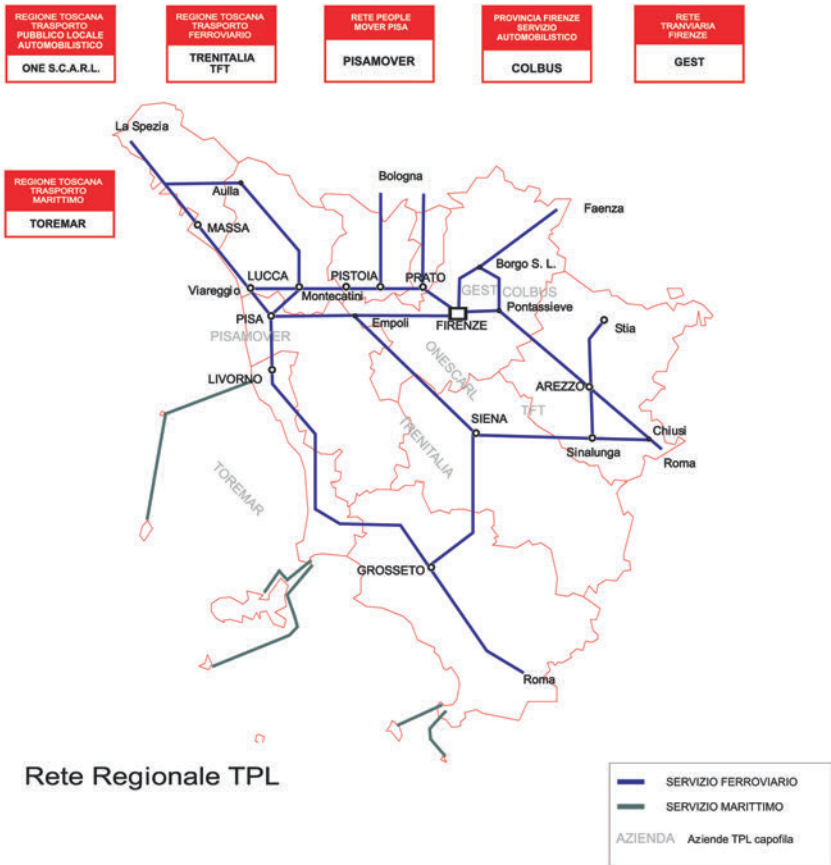 REGIONE TOSCANA
TRASPORTO
PUBBLICO LOCALE
AUTOMOBILISTICO
ONE S.C.A.R.L.
REGIONE TOSCANA
TRASPORTO
FERROVIARIO
TRENITALIA
TFT
RETE PEOPLE
MOVER PISA
PISAMOVER
PROVINCIA FIRENZE
SERVIZIO
AUTOMOBILISTICO
COLBUS
RETE
TRANVIARIA
FIRENZE
GEST
REGIONE TOSCANA
TRASPORTO
MARITTIMO
TOREMAR
La Spezia
Bologna
Aulla
Faenza
MASSA
Borgo S. L.
LUCCA
PISTOIA
PRATO
GEST
COLBUS
Viareggio
Montecatini
Pontassieve
PISA
Empoli
FIRENZE
Stia
PISAMOVER
ONESCARL
LIVORNO
AREZZO
TFT
SIENA
TRENITALIA
Chiusi
Sinalunga
Roma
TOREMAR
GROSSETO
Roma
Rete Regionale TPL
SERVIZIO FERROVIARIO
SERVIZIO MARITTIMO
AZIENDA Aziende TPL capofila